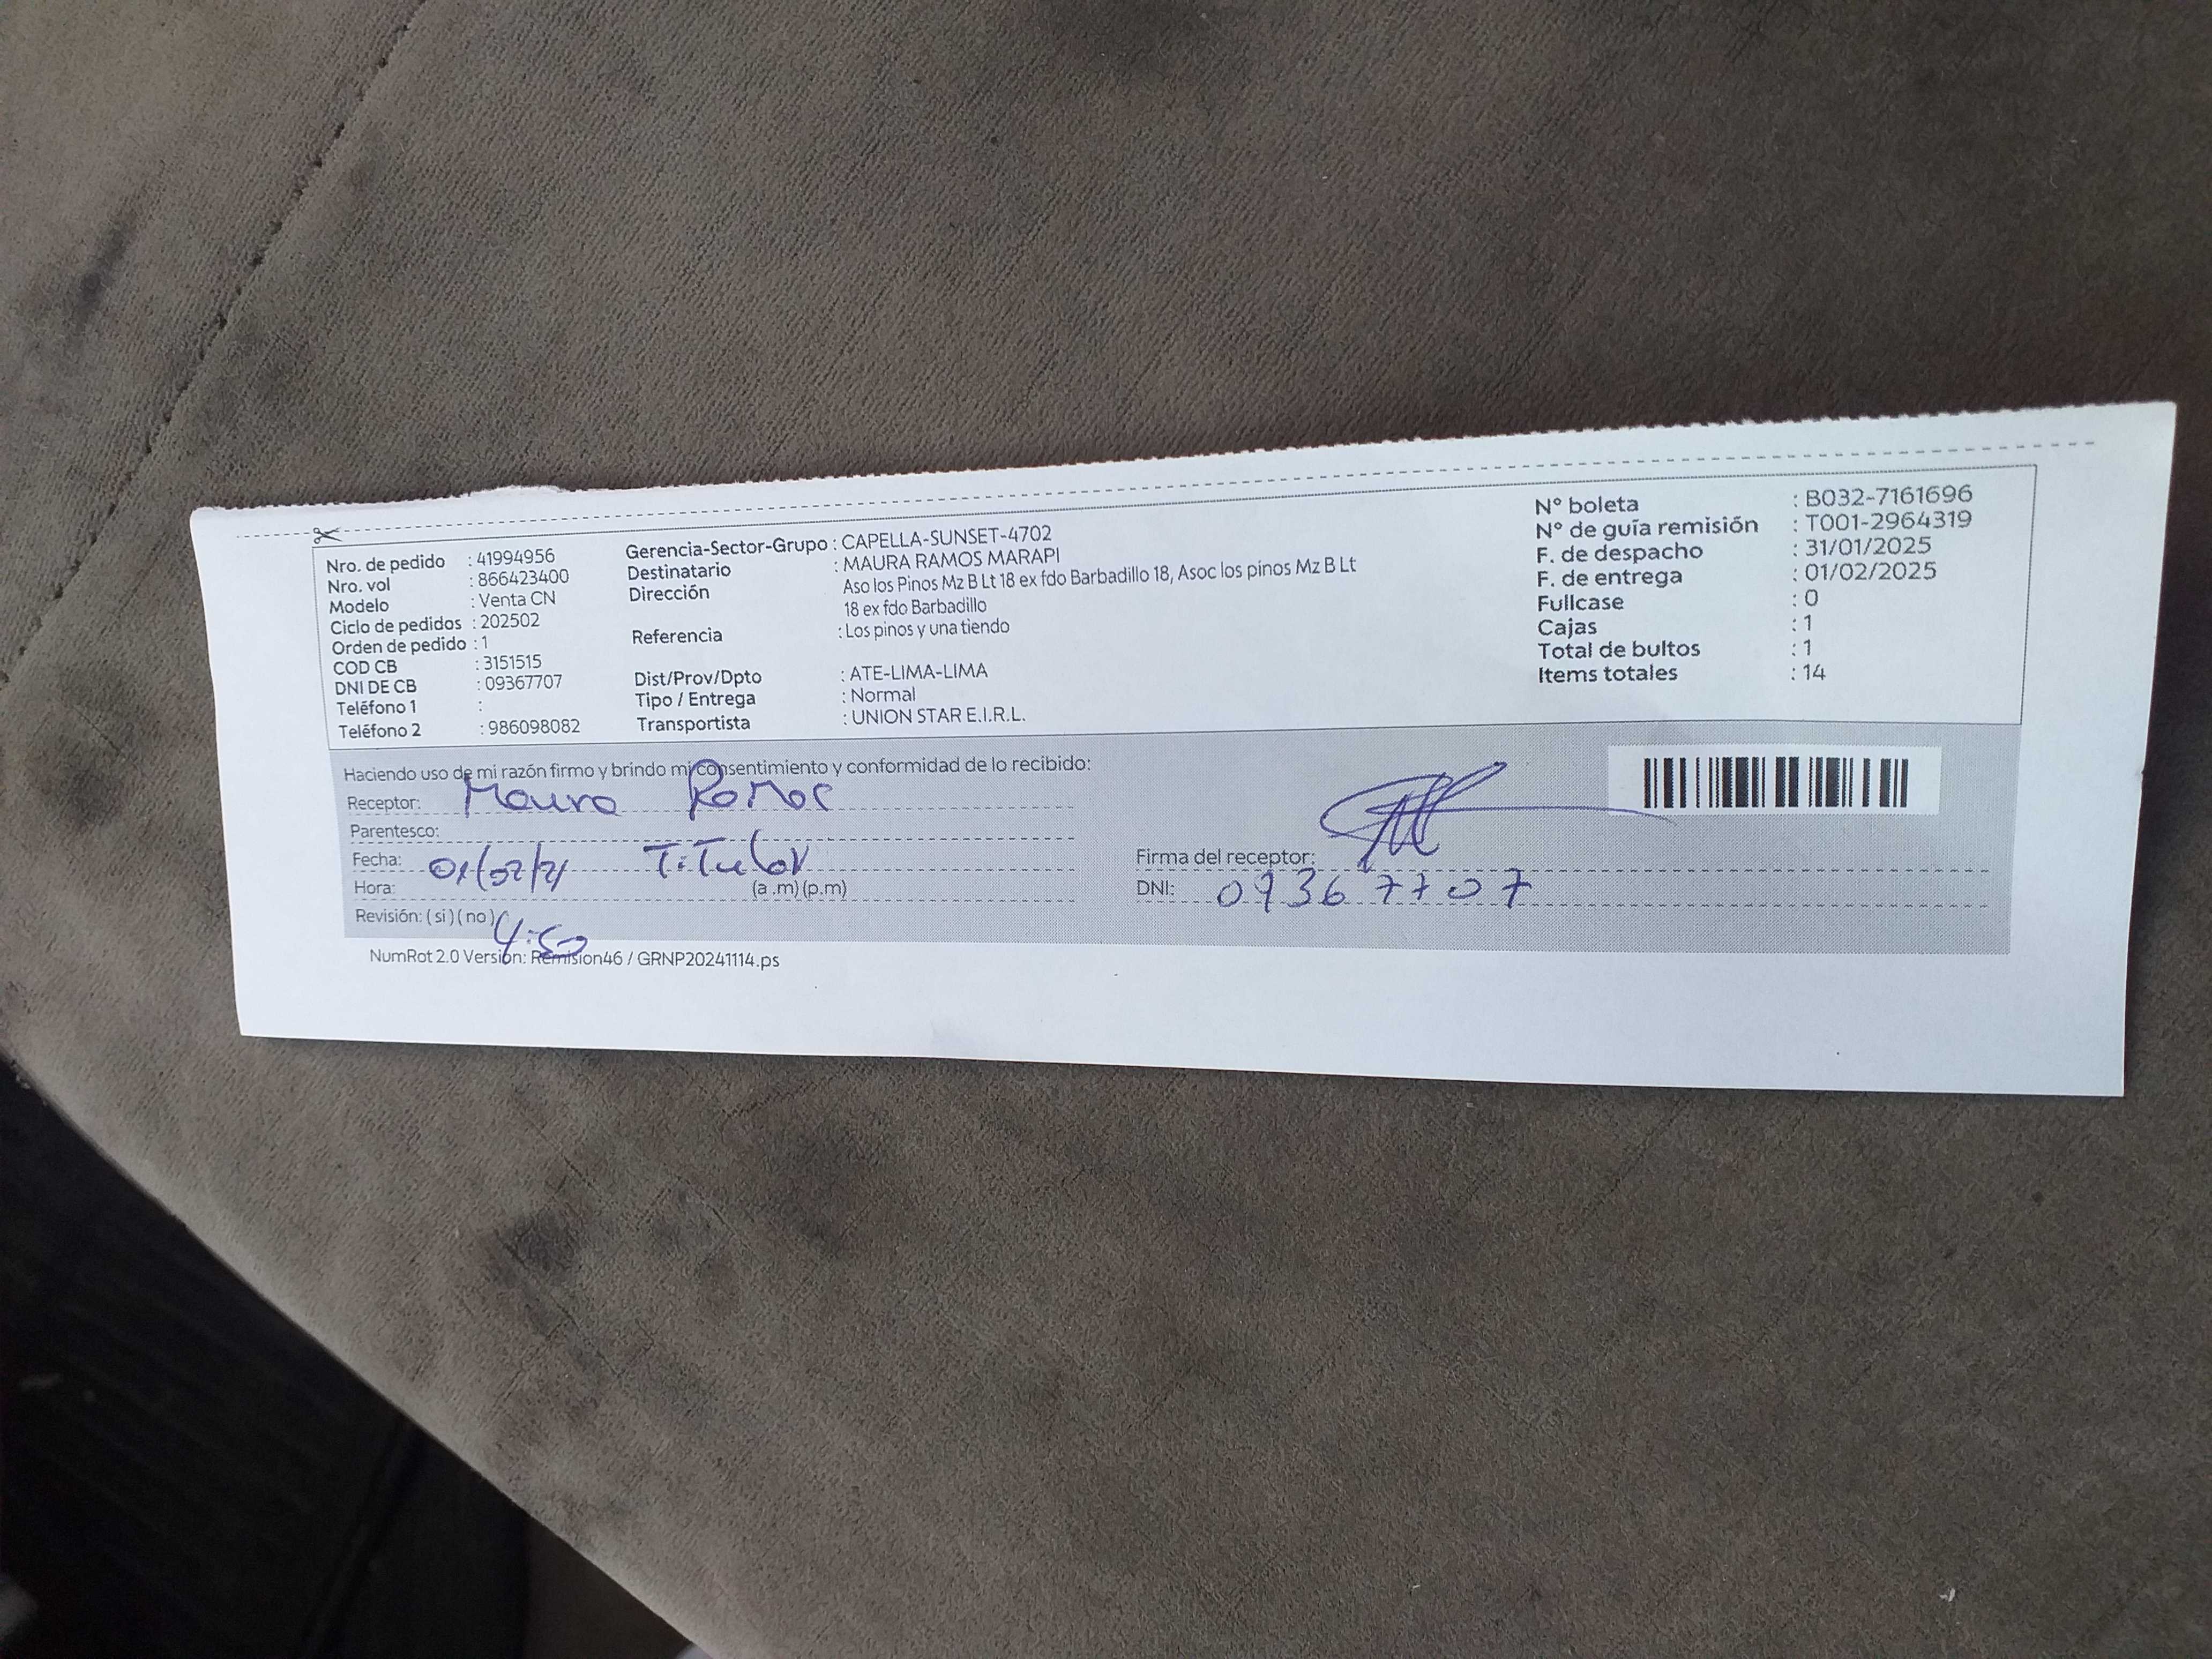 Nro. de pedido : 41994956
Nro. vol : 866423400
Modelo : Venta CN
Ciclo de pedidos : 202502
Orden de pedido : 1
COD CB : 3151515
DNI DE CB : 09367707
Teléfono 1 :
Teléfono 2 : 986098082
Gerencia-Sector-Grupo : CAPELLA-SUNSET-4702
Destinatario : MAURA RAMOS MARAPI
Dirección Aso los Pinos Mz B Lt 18 ex fdo Barbadillo 18, Asoc los pinos Mz B Lt
18 ex fdo Barbadillo
Referencia : Los pinos y una tiendo
Dist/Prov/Dpto : ATE-LIMA-LIMA
Tipo / Entrega : Normal
Transportista : UNION STAR E.I.R.L.
N° boleta : B032-7161696
N° de guía remisión : T001-2964319
F. de despacho : 31/01/2025
F. de entrega : 01/02/2025
Fullcase : 0
Cajas : 1
Total de bultos : 1
Items totales : 14
Haciendo uso de mi razón firmo y brindo mi consentimiento y conformidad de lo recibido:
Receptor: Maura Ramos
Parentesco:
Titular
Fecha: 01/02/21
Hora: (a .m) (p.m)
Revisión: ( si ) ( no )
4:50
Firma del receptor:
DNI: 09367707
NumRot 2.0 Versión: Remision46 / GRNP20241114.ps